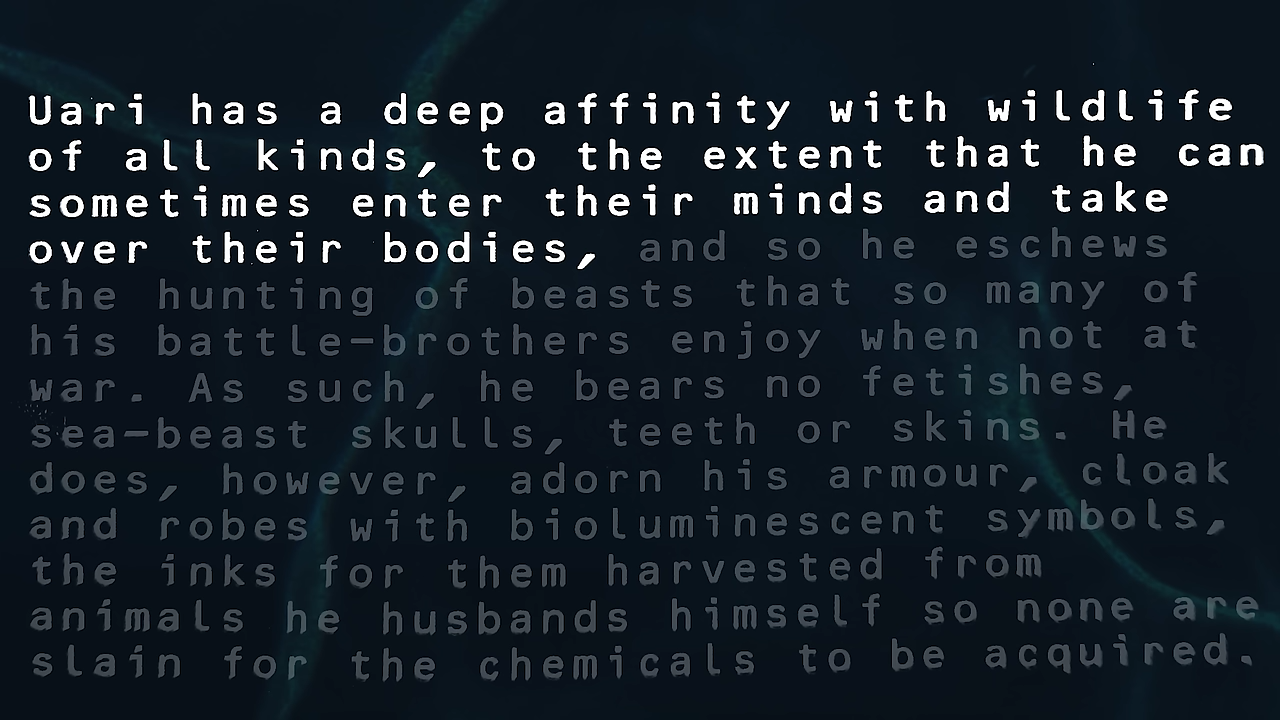 Uari has a deep affinity with wildlife
of all kinds, to the extent that he can
sometimes enter their minds and take
over their bodies, and so he eschews
the hunting of beasts that so many of
his battle-brothers enjoy when not at
war. As such, he bears no fetishes,
sea-beast skulls, teeth or skins. He
does, however, adorn his armour, cloak
and robes with bioluminescent symbols,
the inks for them harvested from
animals he husbands himself so none are
slain for the chemicals to be acquired.